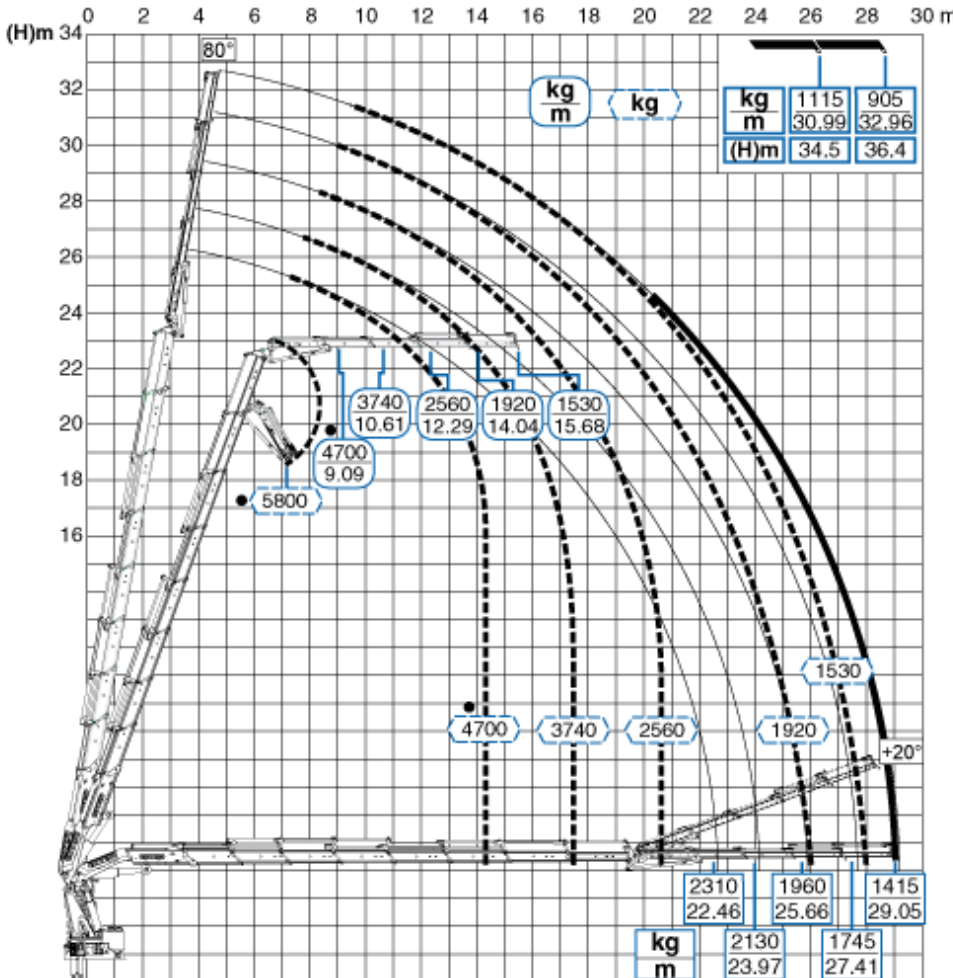 0 2 4 6 8 10 12 14 16 18 20 22 24 26 28 30 m
(H)m 34
80°
32
30
28
26
24
22
20
18
16
kg
m
kg
kg 1115 905
m 30.99 32.96
(H)m 34.5 36.4
3740 2560 1920 1530
10.61 12.29 14.04 15.68
4700
9.09
5800
1530
4700 3740 2560 1920
+20°
2310 1960 1415
22.46 25.66 29.05
kg 2130 1745
m 23.97 27.41